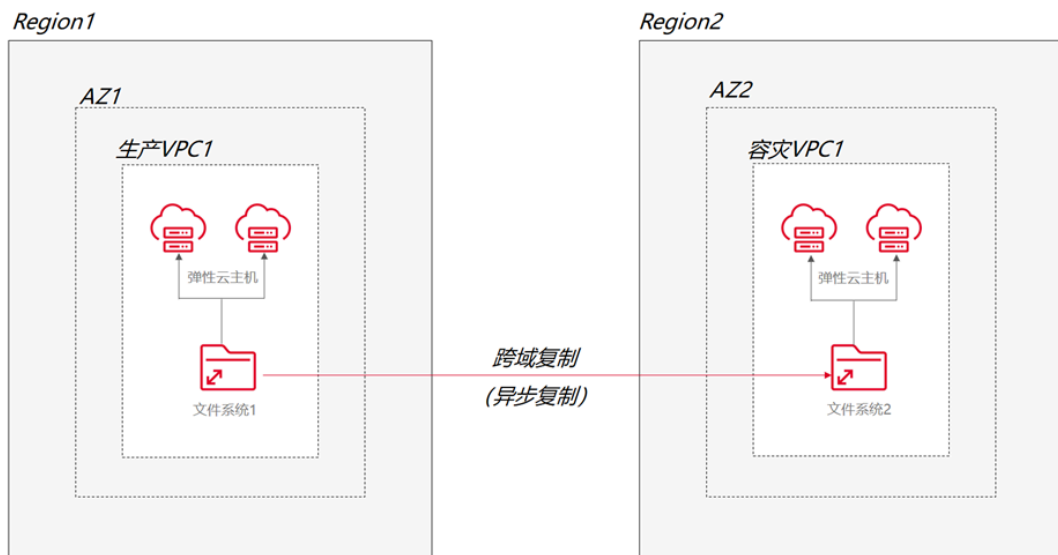 Region1
AZ1
生产VPC1
弹性云主机
文件系统1
跨域复制
（异步复制）
Region2
AZ2
容灾VPC1
弹性云主机
文件系统2